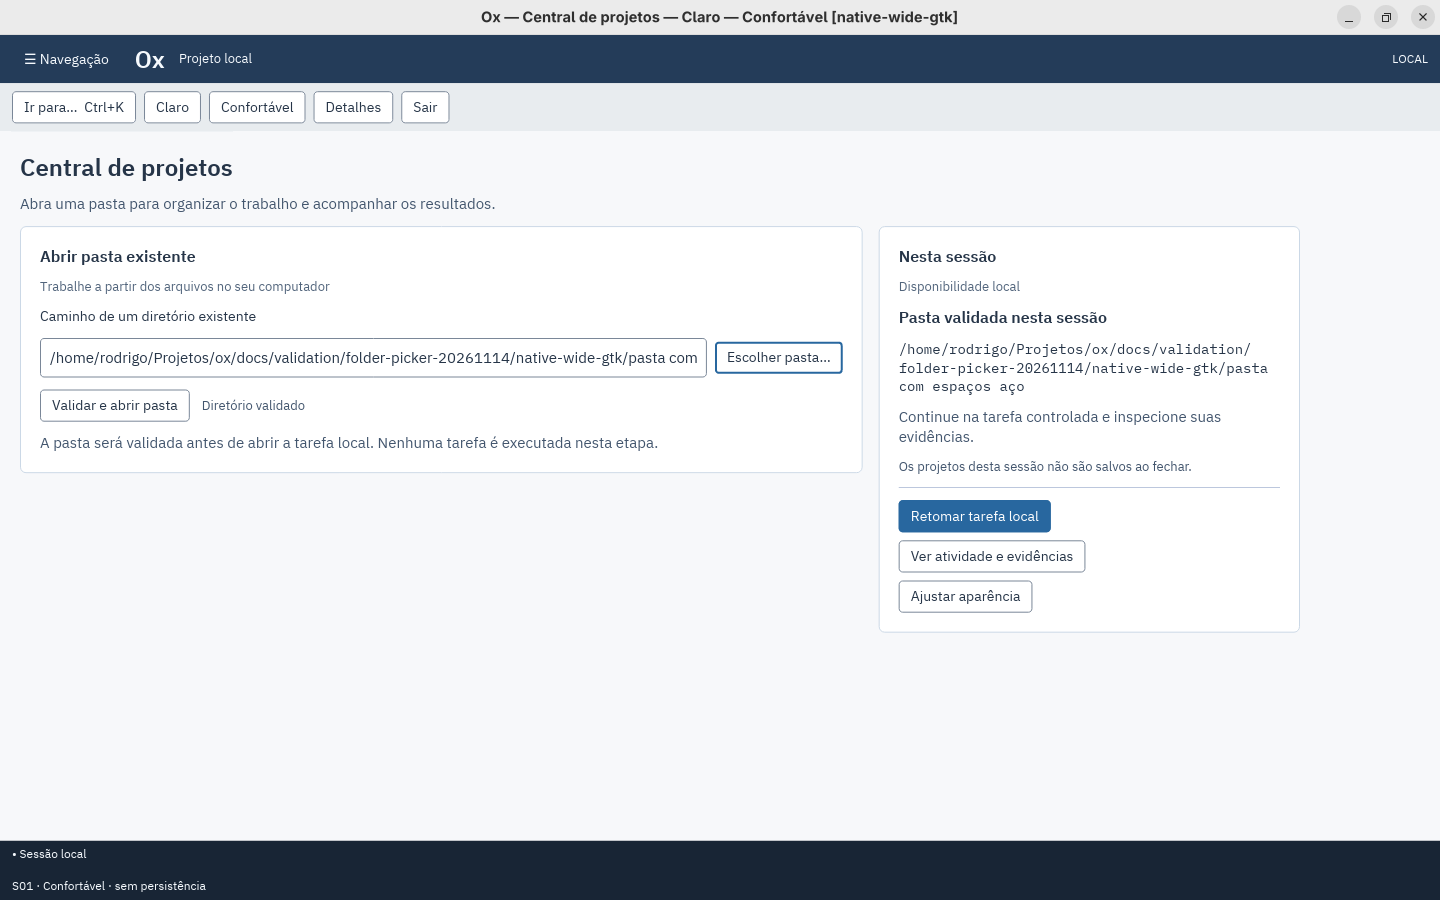 Ox — Central de projetos — Claro — Confortável [native-wide-gtk]
☰ Navegação
Ox
Projeto local
LOCAL
Ir para... Ctrl+K
Claro
Confortável
Detalhes
Sair
Central de projetos
Abra uma pasta para organizar o trabalho e acompanhar os resultados.
Abrir pasta existente
Trabalhe a partir dos arquivos no seu computador
Caminho de um diretório existente
/home/rodrigo/Projetos/ox/docs/validation/folder-picker-20261114/native-wide-gtk/pasta com
Escolher pasta...
Validar e abrir pasta
Diretório validado
A pasta será validada antes de abrir a tarefa local. Nenhuma tarefa é executada nesta etapa.
Nesta sessão
Disponibilidade local
Pasta validada nesta sessão
/home/rodrigo/Projetos/ox/docs/validation/
folder-picker-20261114/native-wide-gtk/pasta
com espaços aço
Continue na tarefa controlada e inspecione suas
evidências.
Os projetos desta sessão não são salvos ao fechar.
Retomar tarefa local
Ver atividade e evidências
Ajustar aparência
• Sessão local
S01 · Confortável · sem persistência